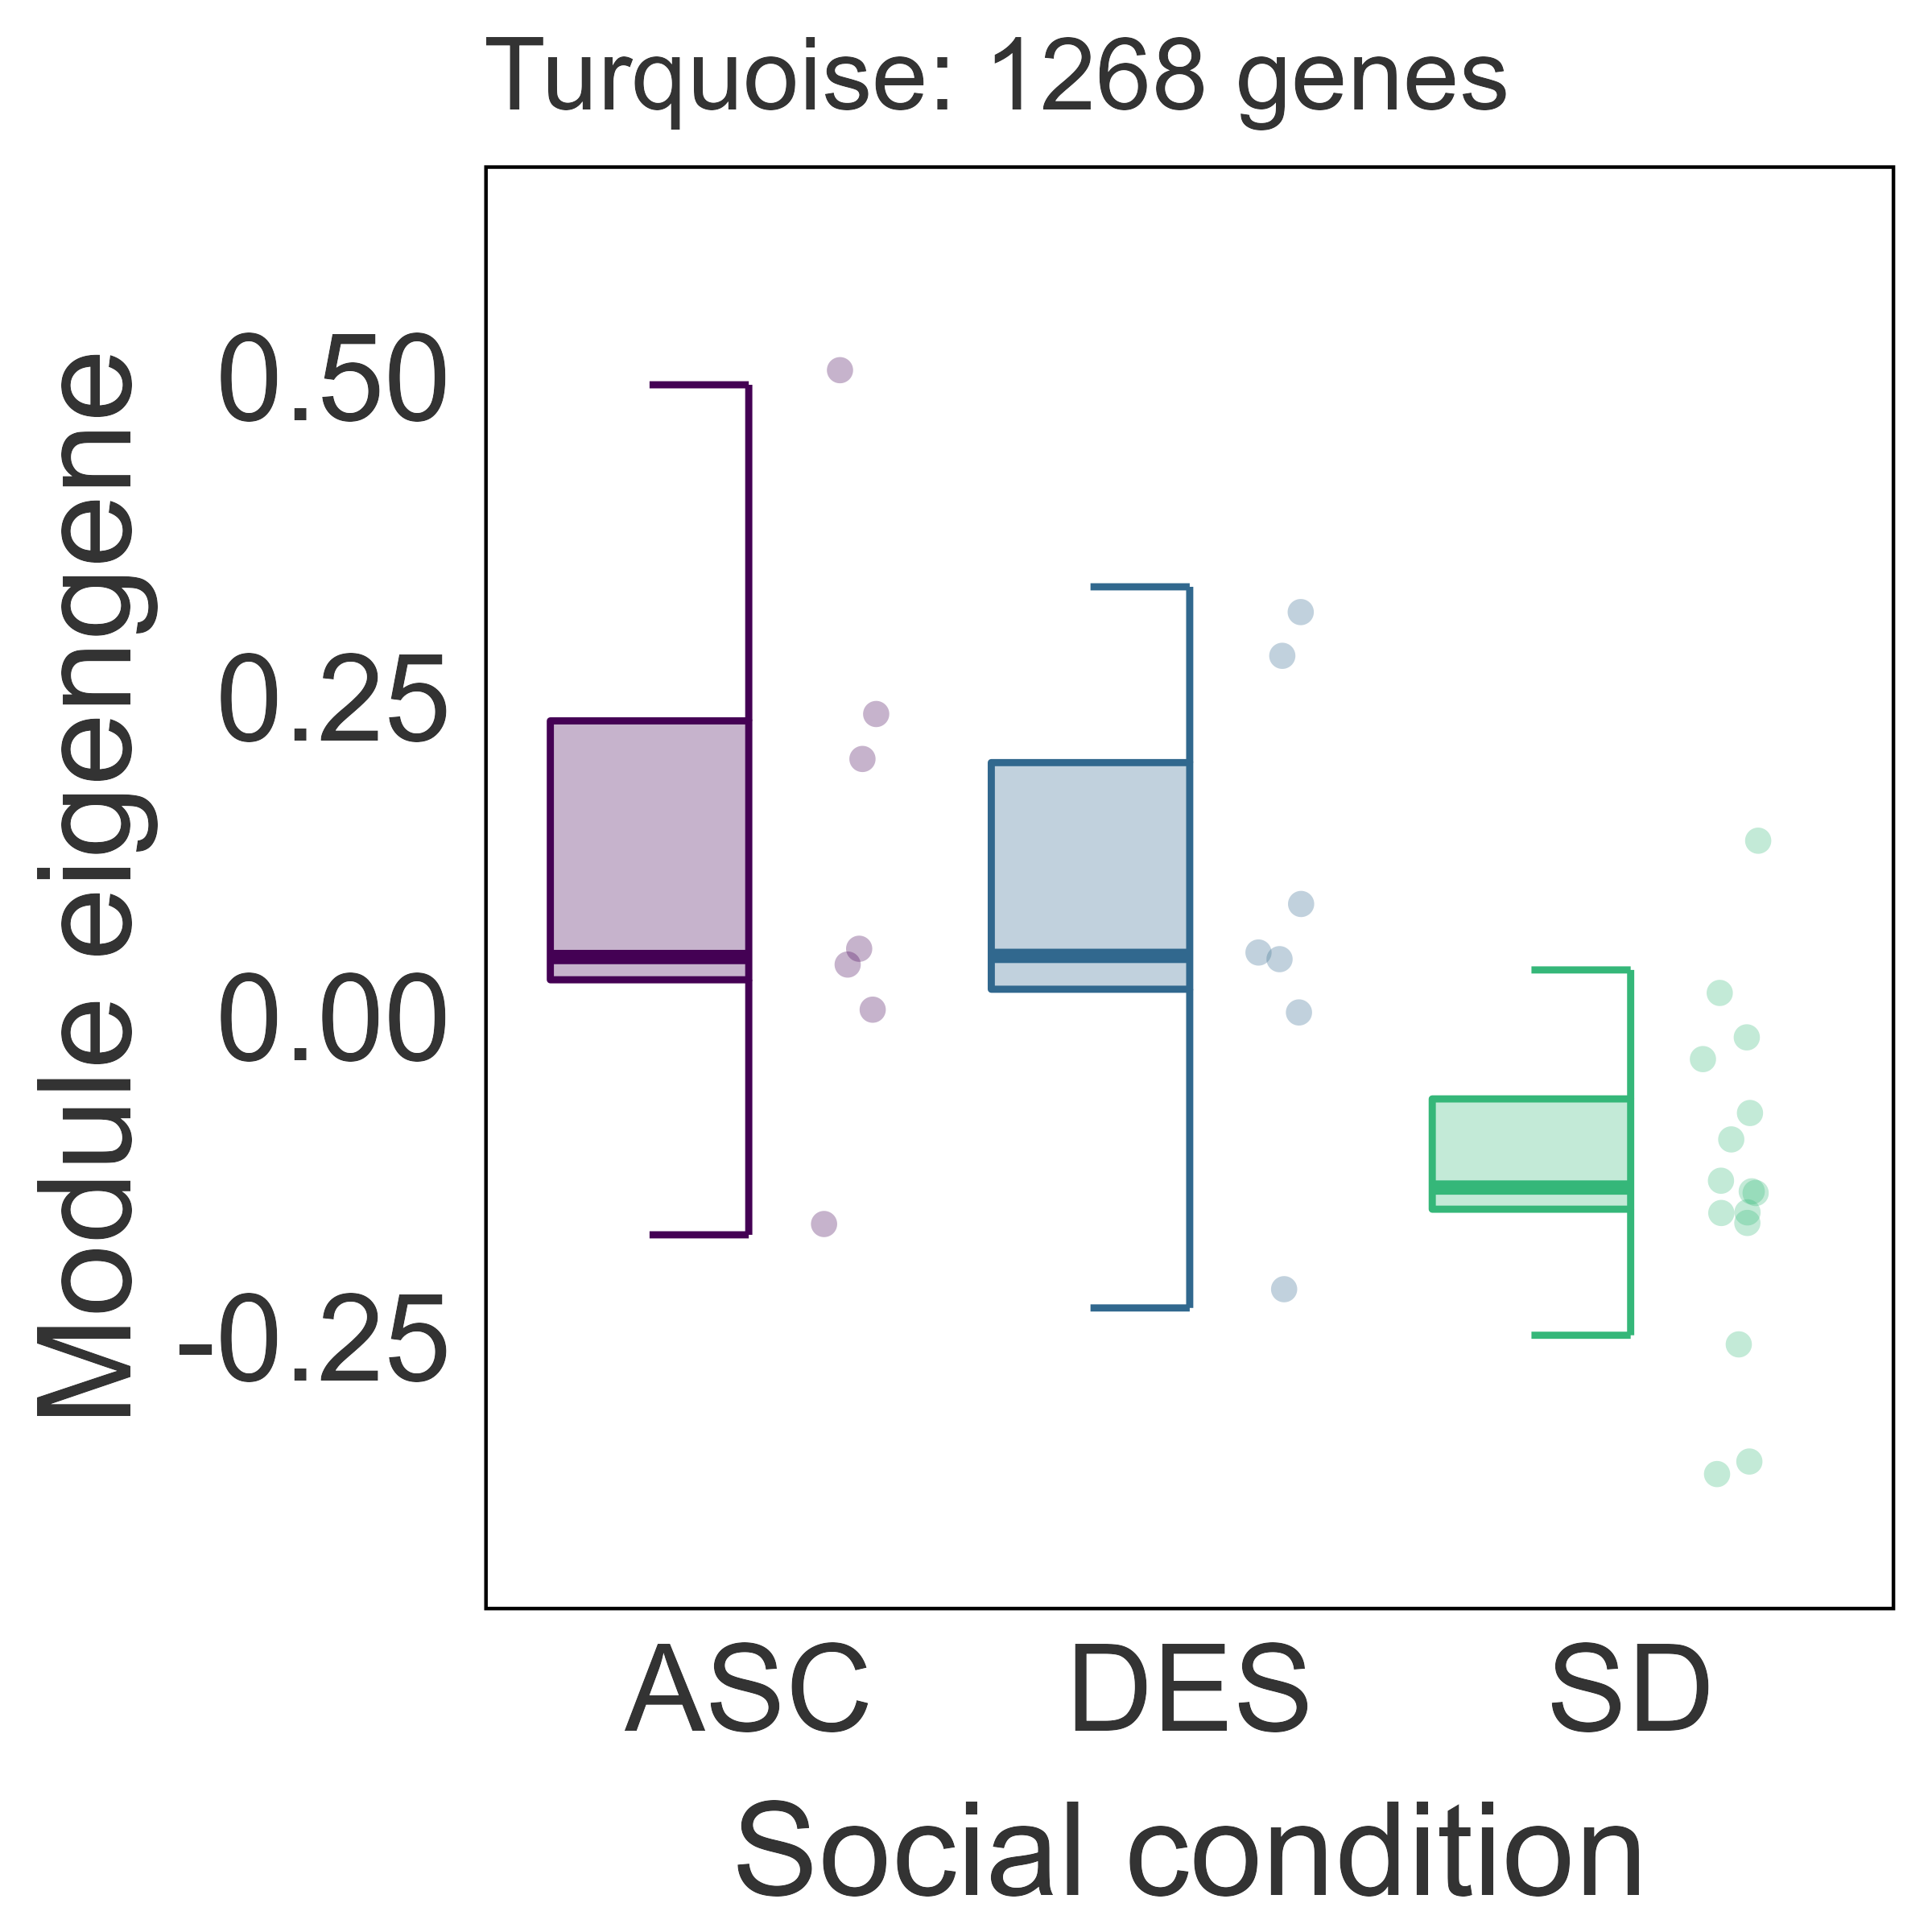 Turquoise: 1268 genes
Module eigengene
0.50
0.25
0.00
-0.25
ASC DES SD
Social condition